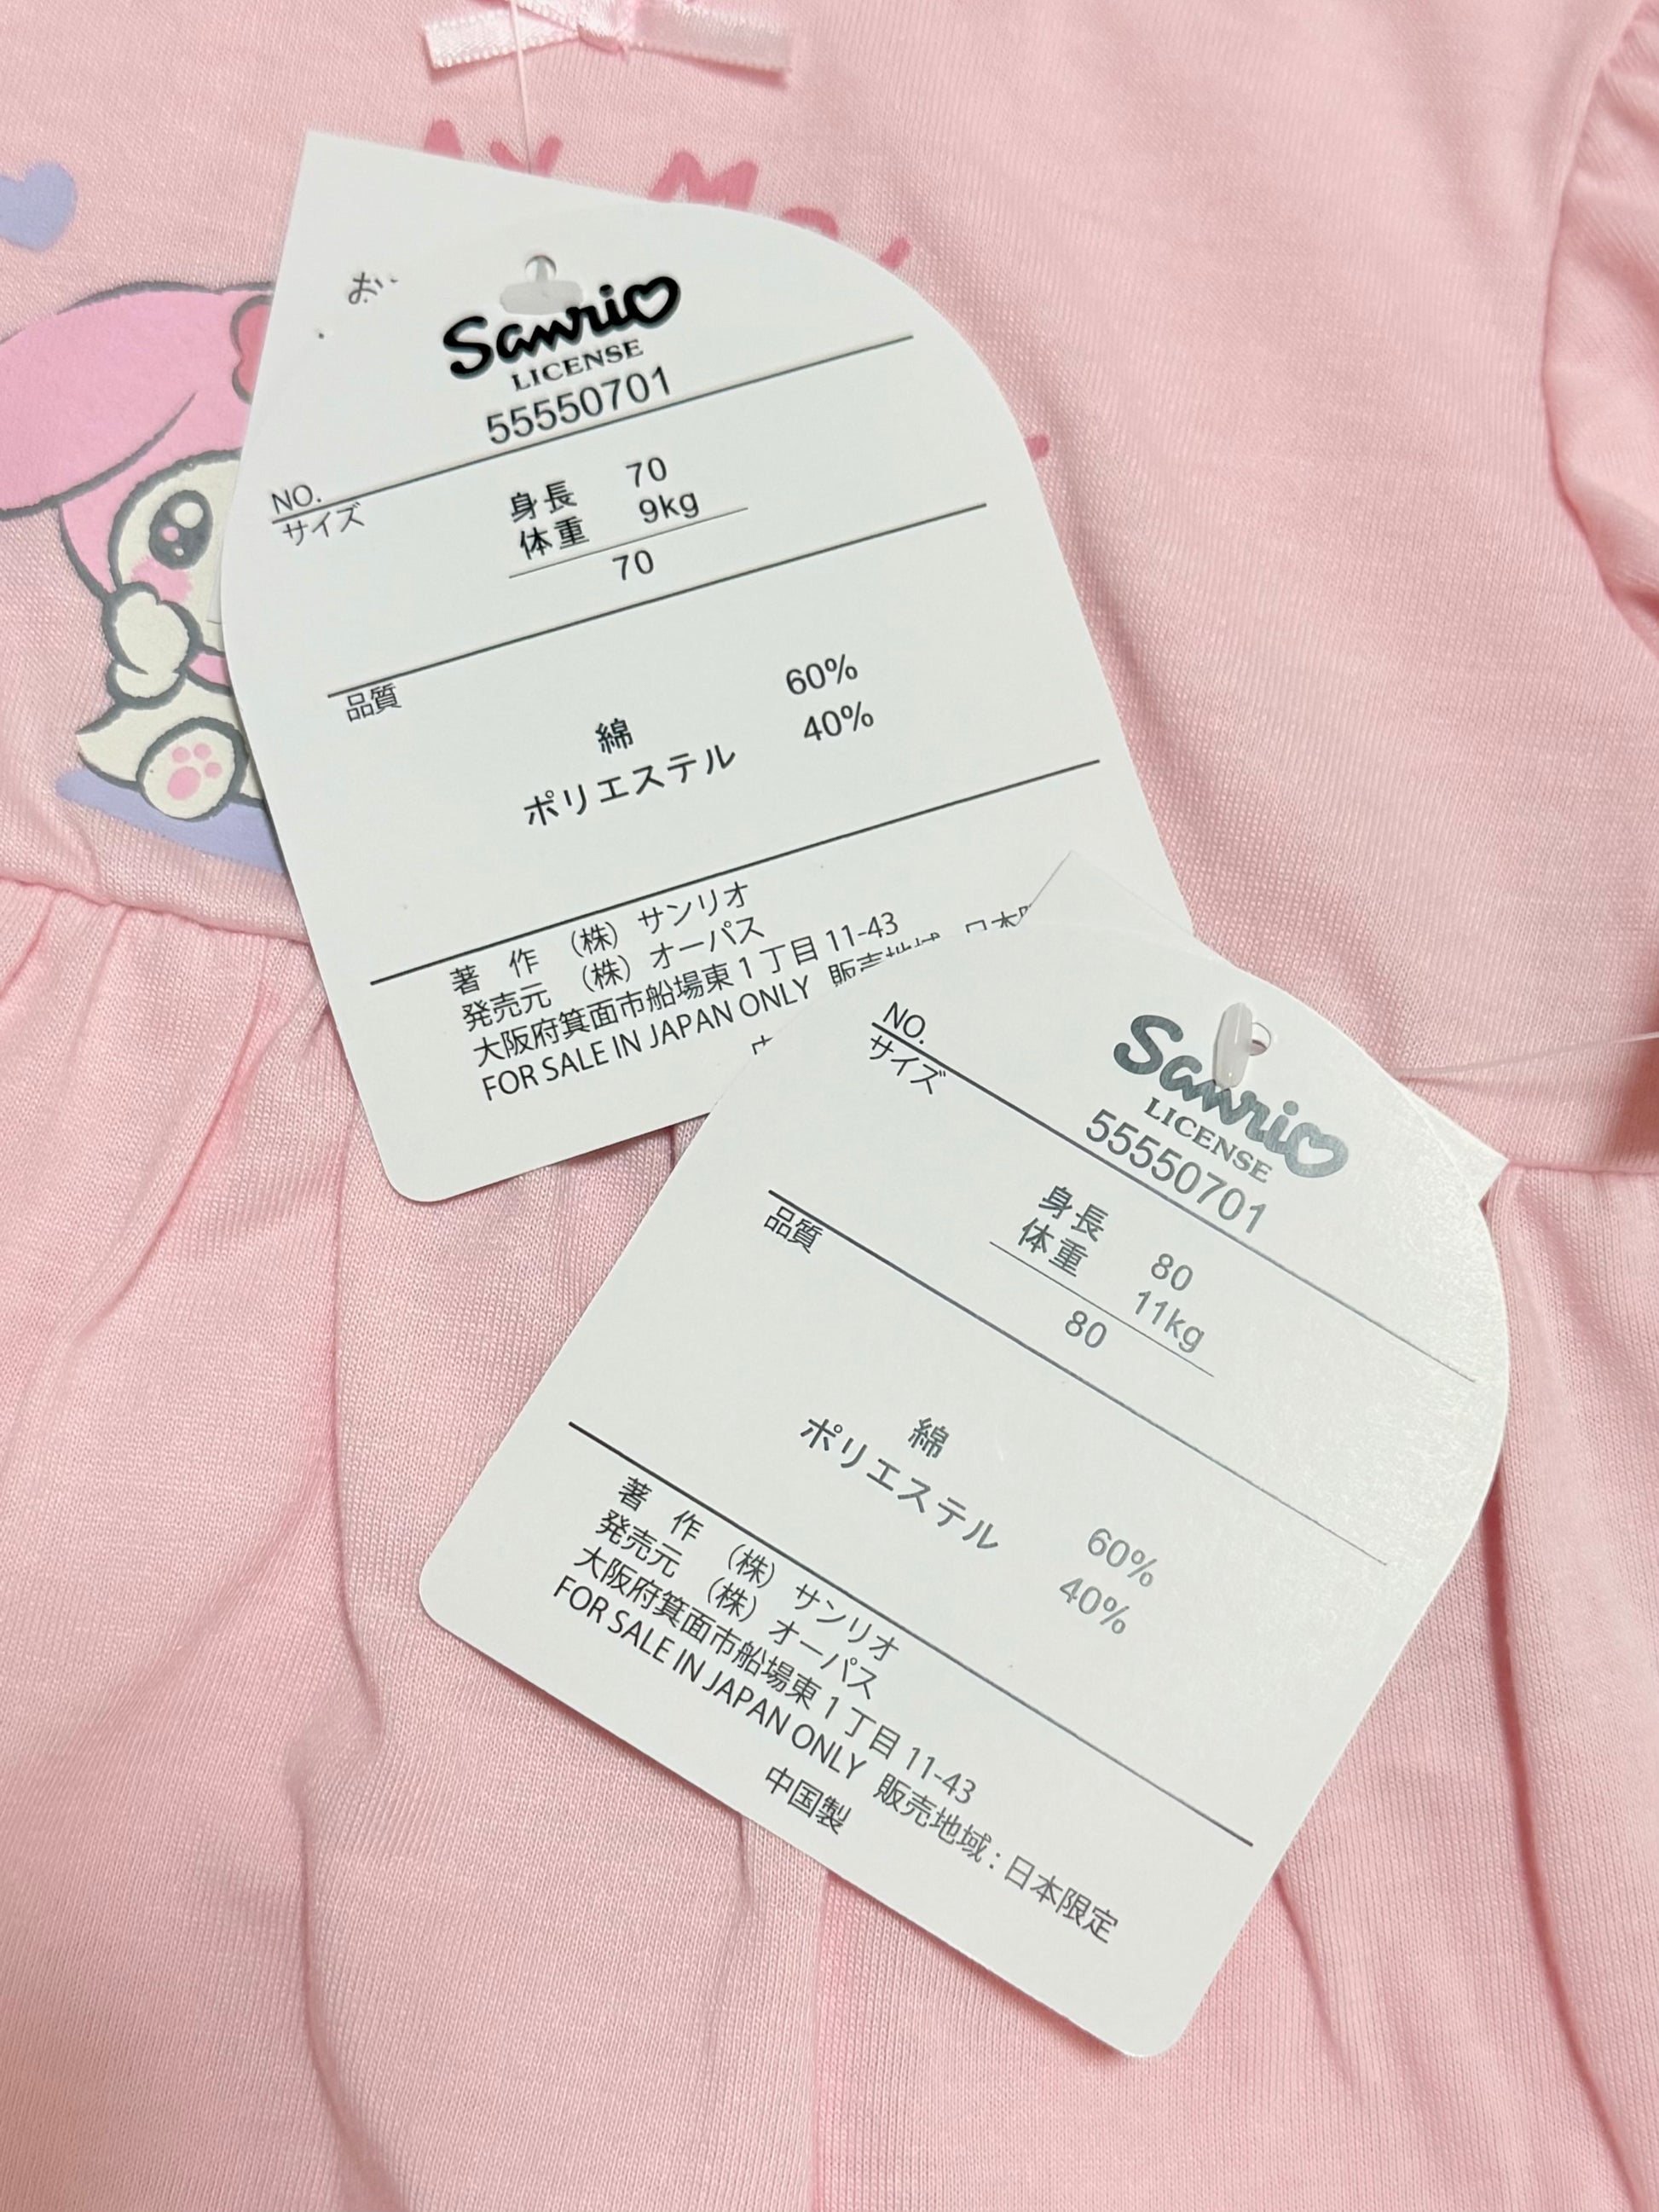 My Mel
Sanrio
LICENSE
NO. 55550701
サイズ
身長 70
体重 9kg
70
品質
綿 60%
ポリエステル 40%
著 作 (株) サンリオ
発売元 (株) オーパス
大阪府箕面市船場東1丁目11-43
FOR SALE IN JAPAN ONLY
Sanrio
LICENSE
NO. 55550701
サイズ
身長 80
体重 11kg
80
品質
綿 60%
ポリエステル 40%
著 作 (株) サンリオ
発売元 (株) オーパス
大阪府箕面市船場東1丁目11-43
FOR SALE IN JAPAN ONLY 販売地域:日本限定
中国製